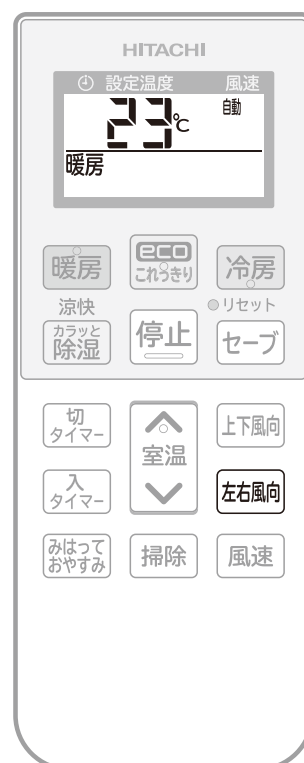 HITACHI
設定温度 風速
23℃ 自動
暖房
暖房 eco これっきり 冷房
涼快 リセット
カラッと除湿 停止 セーブ
切タイマー 室温 上下風向
入タイマー 左右風向
みはっておやすみ 掃除 風速